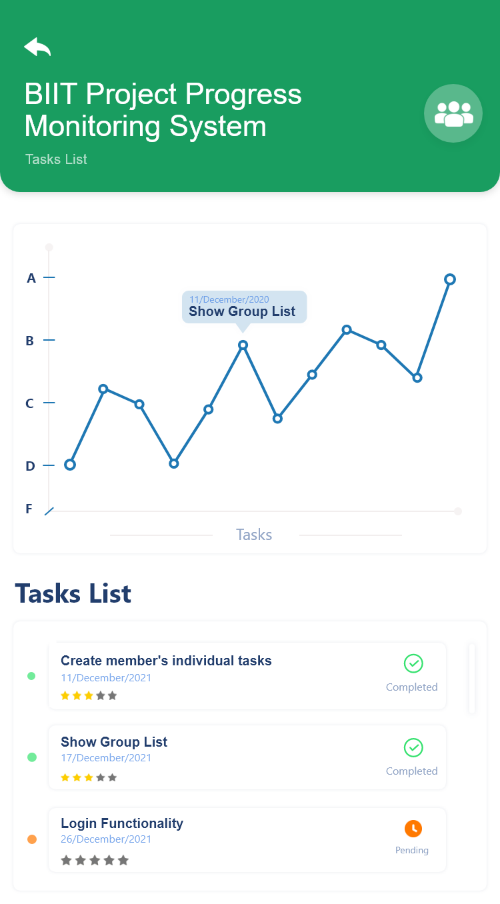 BIIT Project Progress
Monitoring System
Tasks List
A
11/December/2020
Show Group List
B
C
D
F
Tasks
Tasks List
Create member's individual tasks
11/December/2021
Completed
Show Group List
17/December/2021
Completed
Login Functionality
26/December/2021
Pending